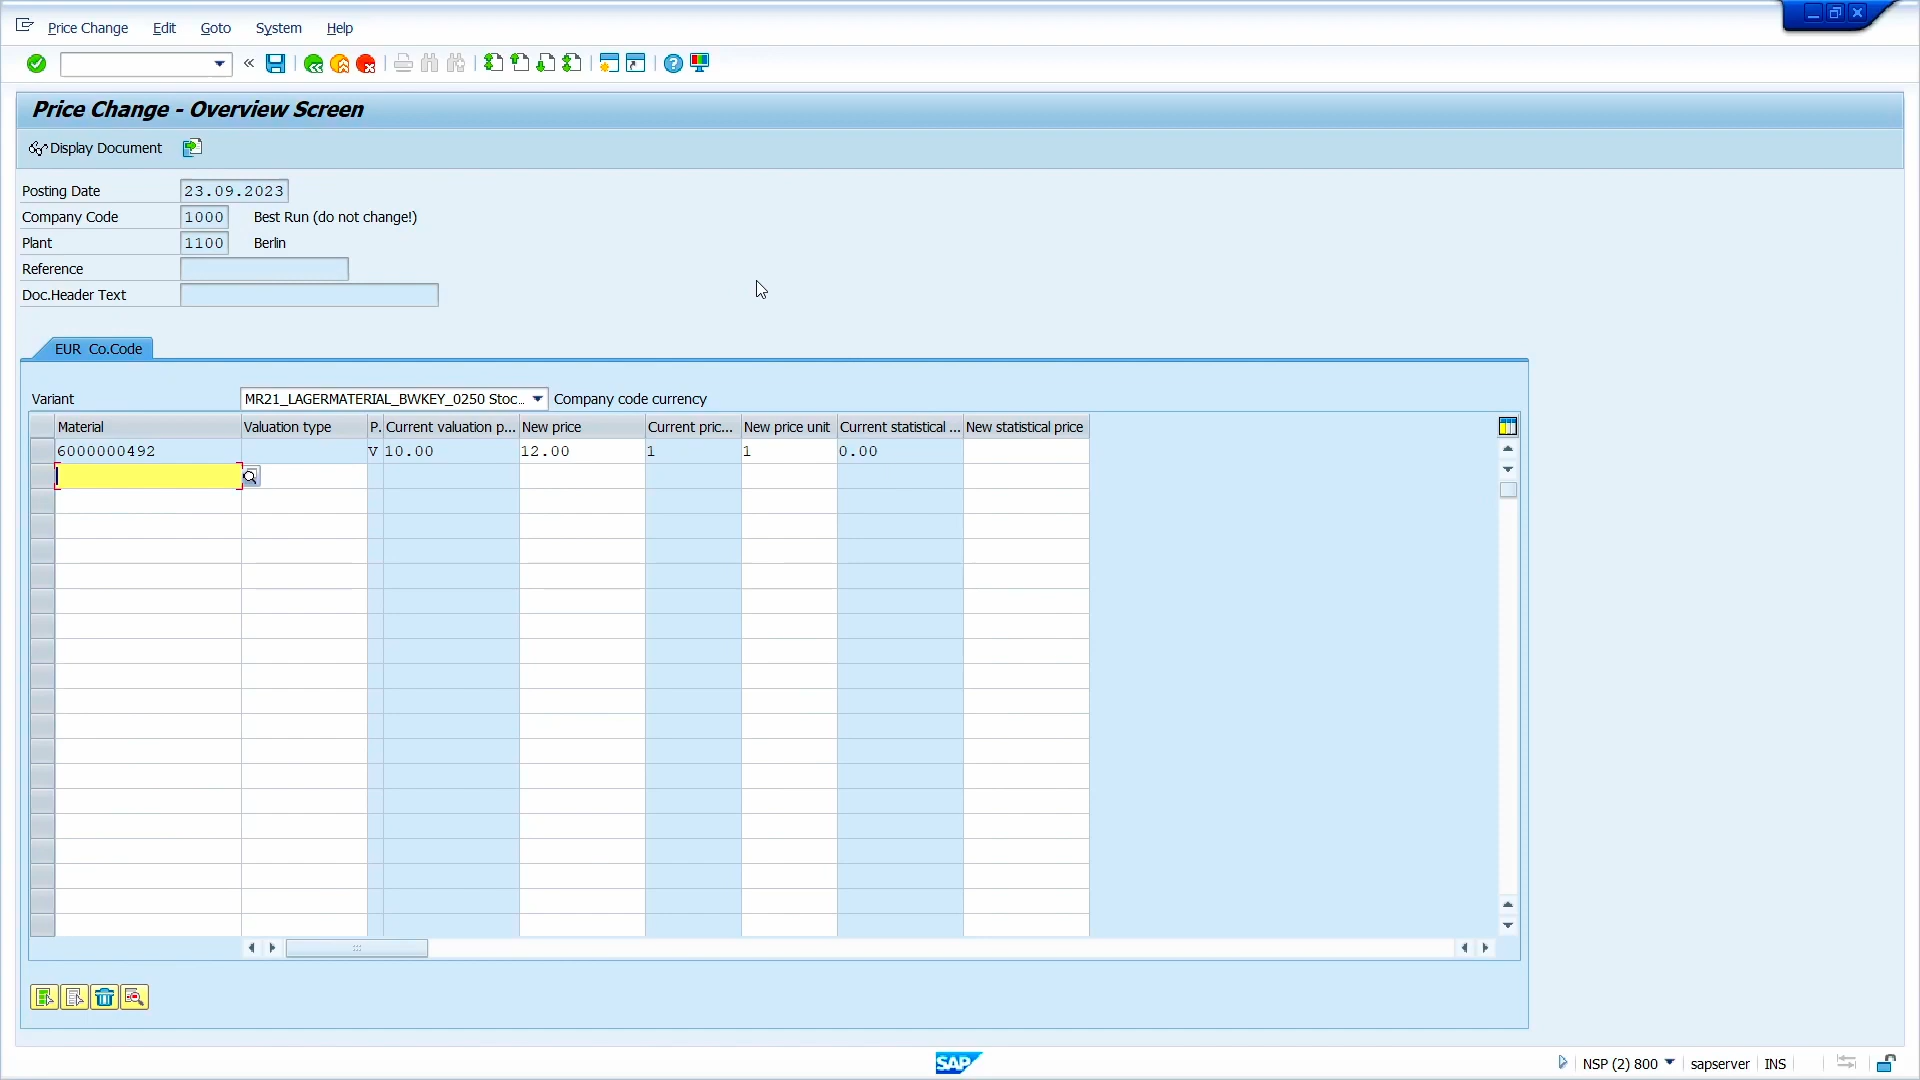 Price Change Edit Goto System Help
Price Change - Overview Screen
Display Document
Posting Date 23.09.2023
Company Code 1000 Best Run (do not change!)
Plant 1100 Berlin
Reference
Doc.Header Text
EUR Co.Code
Variant MR21_LAGERMATERIAL_BWKEY_0250 Stoc... Company code currency
Material Valuation type P. Current valuation p... New price Current pric... New price unit Current statistical ... New statistical price
6000000492 V 10.00 12.00 1 1 0.00
SAP NSP (2) 800 sapserver INS